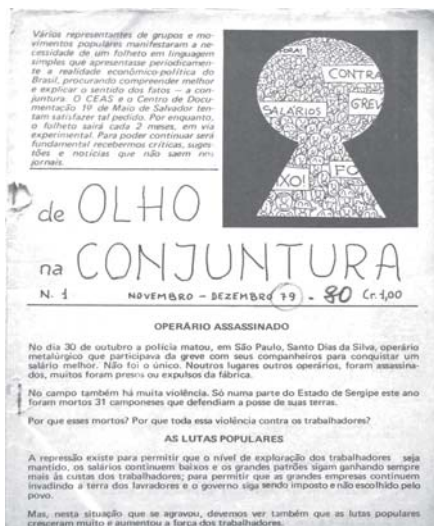 Vários representantes de grupos e mo-
vimentos populares manifestaram a ne-
cessidade de um folheto em linguagem
simples que apresentasse periodicamen-
te a realidade econômico-política do
Brasil, procurando compreender melhor
e explicar o sentido dos fatos — a con-
juntura. O CEAS e o Centro de Docu-
mentação 19 de Maio de Salvador ten-
tam satisfazer tal pedido. Por enquanto,
o folheto sairá cada 2 meses, em via
experimental. Para poder continuar será
fundamental recebermos críticas, suges-
tões e notícias que não saem nos
jornais.
FORA!
CONTRA
SALÁRIOS
GREV
XO!
FO
de OLHO
na CONJUNTURA
N. 1 NOVEMBRO – DEZEMBRO 79 - 80 Cr.1,00
OPERÁRIO ASSASSINADO
No dia 30 de outubro a polícia matou, em São Paulo, Santo Dias da Silva, operário
metalúrgico que participava da greve com seus companheiros para conquistar um
salário melhor. Não foi o único. Noutros lugares outros operários, foram assassina-
dos, muitos foram presos ou expulsos da fábrica.
No campo também há muita violência. Só numa parte do Estado de Sergipe este ano
foram mortos 31 camponeses que defendiam a posse de suas terras.
Por que esses mortos? Por que toda essa violência contra os trabalhadores?
AS LUTAS POPULARES
A repressão existe para permitir que o nível de exploração dos trabalhadores seja
mantido, os salários continuem baixos e os grandes patrões sigam ganhando sempre
mais às custas dos trabalhadores; para permitir que as grandes empresas continuem
invadindo a terra dos lavradores e o governo siga sendo imposto e não escolhido pelo
povo.
Mas, nesta situação que se agravou, devemos ver também que as lutas populares
cresceram muito e aumentou a força dos trabalhadores.